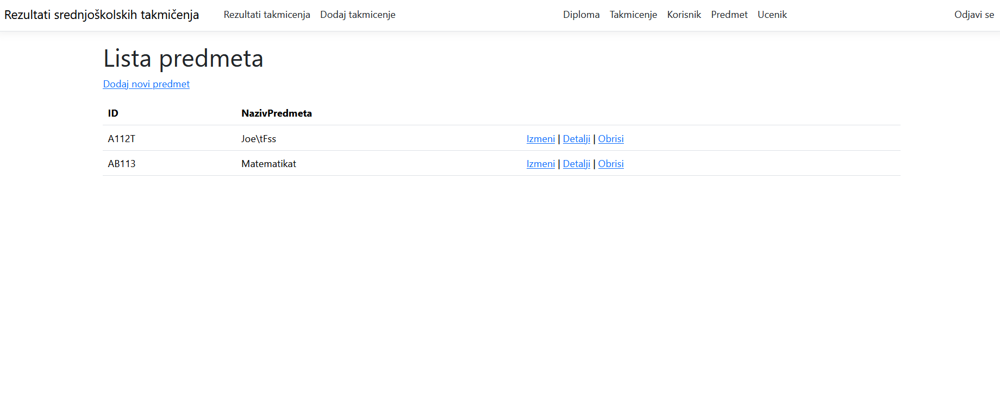 Rezultati srednjoškolskih takmičenja Rezultati takmicenja Dodaj takmicenje Diploma Takmicenje Korisnik Predmet Ucenik Odjavi se
Lista predmeta
Dodaj novi predmet
ID NazivPredmeta
A112T Joe\tFss Izmeni | Detalji | Obrisi
AB113 Matematikat Izmeni | Detalji | Obrisi